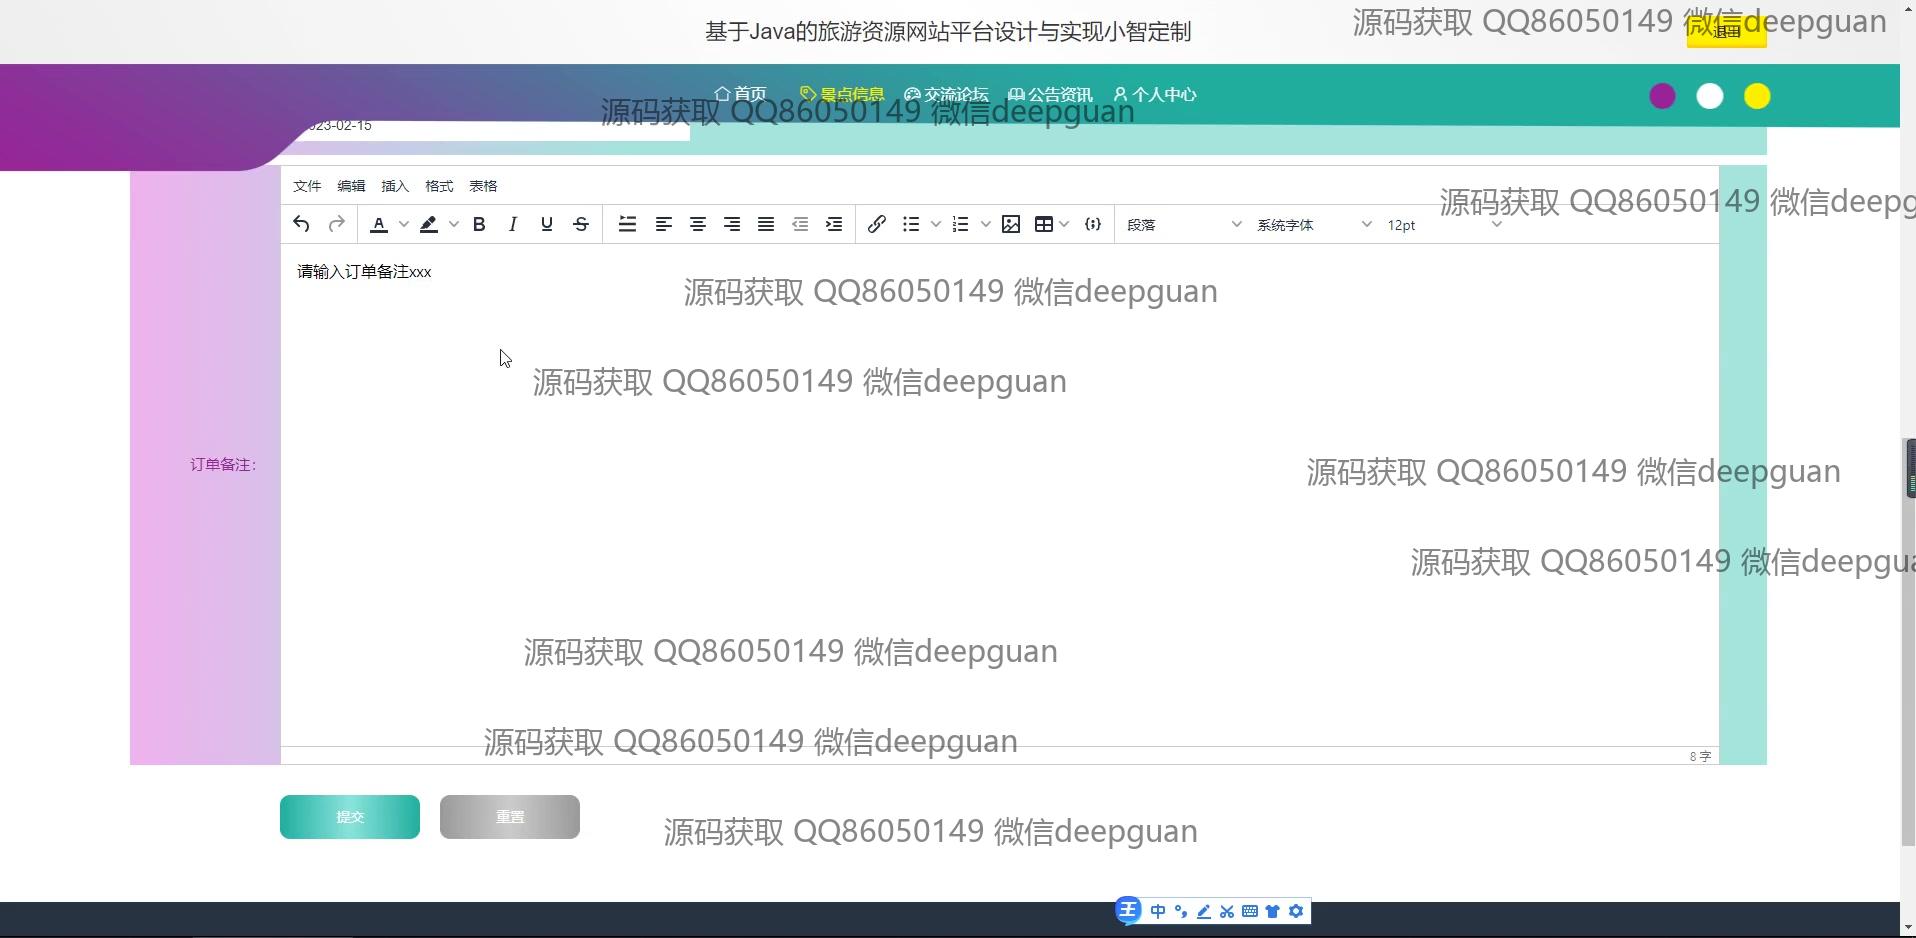 基于Java的旅游资源网站平台设计与实现小智定制
源码获取 QQ86050149 微信deepguan
退出
首页 景点信息 交流论坛 公告资讯 个人中心
源码获取 QQ86050149 微信deepguan
023-02-15
文件 编辑 插入 格式 表格
源码获取 QQ86050149 微信deepg
段落 系统字体 12pt
请输入订单备注xxx
源码获取 QQ86050149 微信deepguan
源码获取 QQ86050149 微信deepguan
订单备注:
源码获取 QQ86050149 微信deepguan
源码获取 QQ86050149 微信deepgua
源码获取 QQ86050149 微信deepguan
源码获取 QQ86050149 微信deepguan
8 字
提交 重置
源码获取 QQ86050149 微信deepguan
王 中